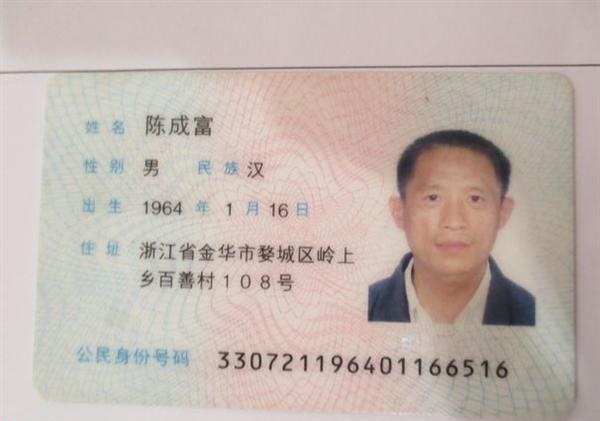 姓名 陈成富
性别 男 民族 汉
出生 1964 年 1 月 16 日
住址 浙江省金华市婺城区岭上
乡百善村108号
公民身份号码 330721196401166516